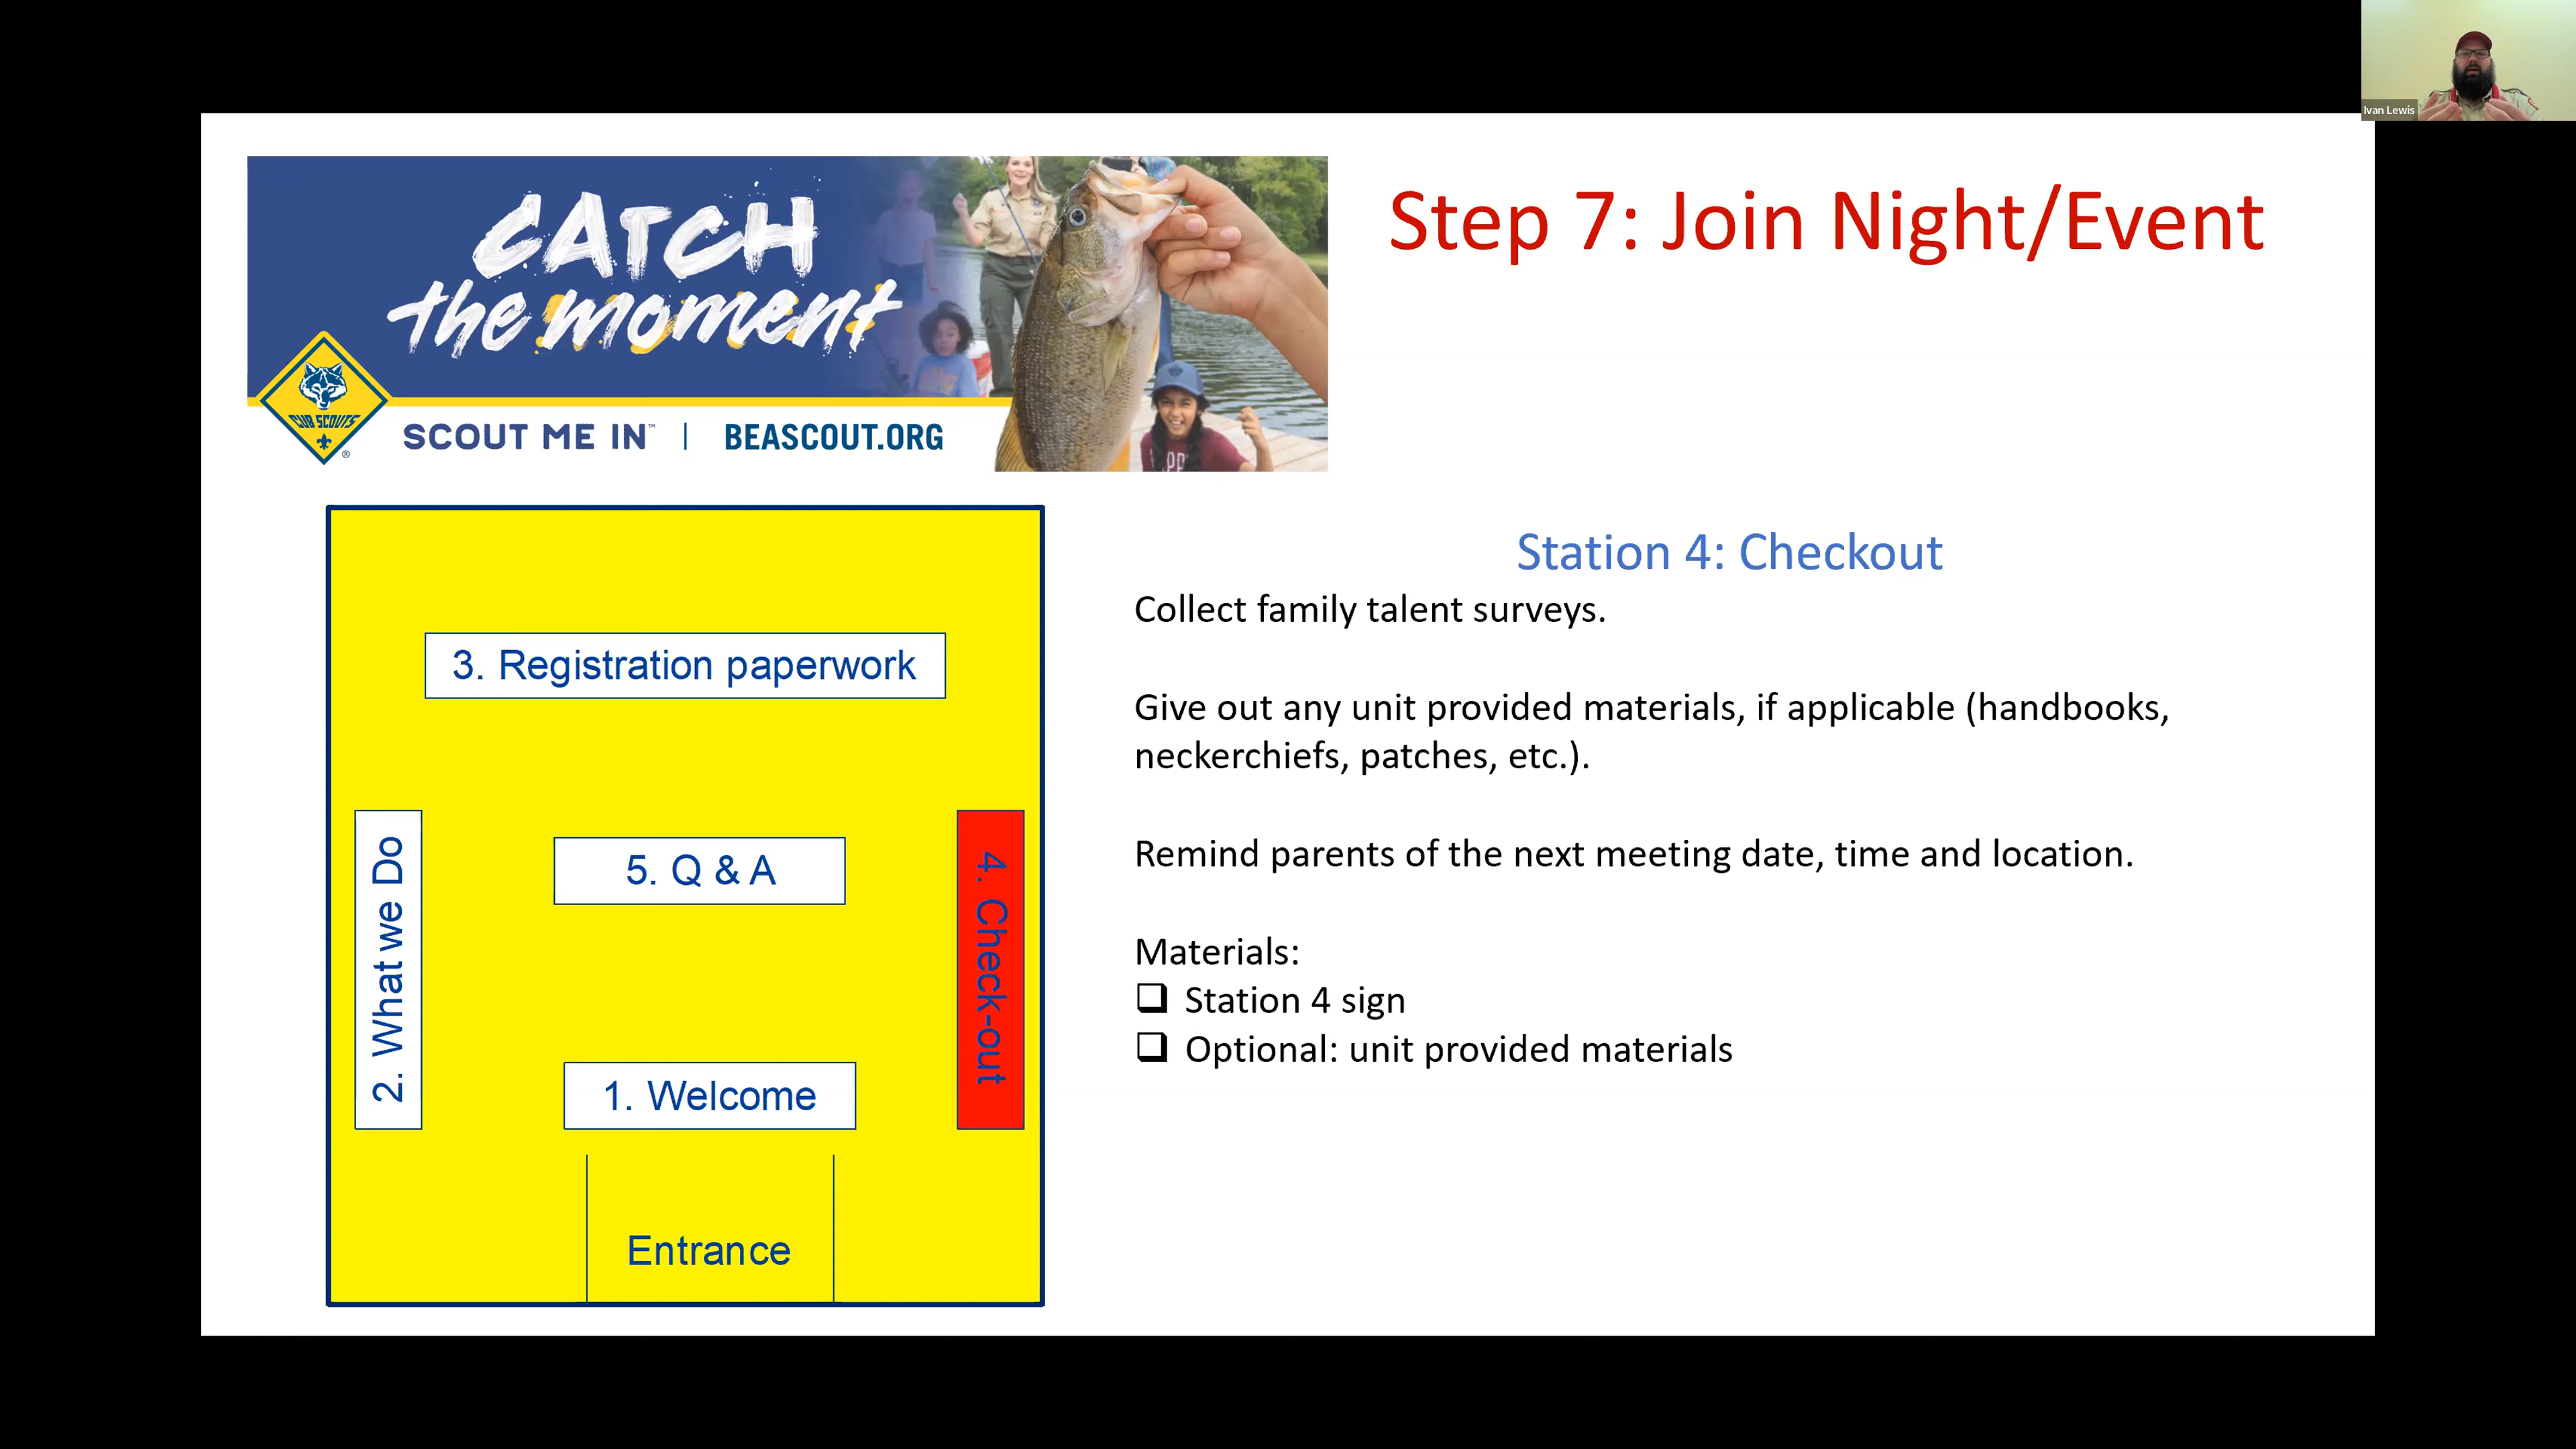 Ivan Lewis
CATCH
the moment
CUB SCOUTS
®
SCOUT ME IN™ | BEASCOUT.ORG
Step 7: Join Night/Event
3. Registration paperwork
2. What we Do
5. Q & A
4. Check-out
1. Welcome
Entrance
Station 4: Checkout
Collect family talent surveys.
Give out any unit provided materials, if applicable (handbooks,
neckerchiefs, patches, etc.).
Remind parents of the next meeting date, time and location.
Materials:
❑ Station 4 sign
❑ Optional: unit provided materials